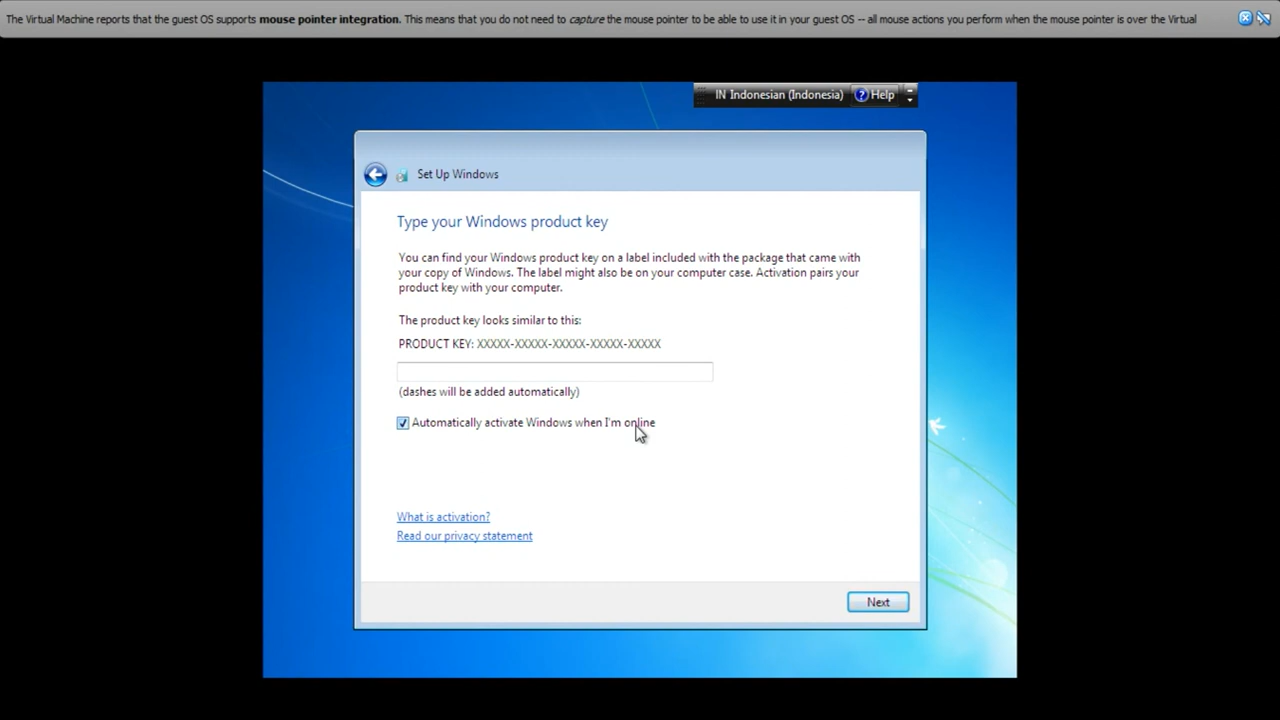 The Virtual Machine reports that the guest OS supports mouse pointer integration. This means that you do not need to capture the mouse pointer to be able to use it in your guest OS -- all mouse actions you perform when the mouse pointer is over the Virtual
IN Indonesian (Indonesia) Help
Set Up Windows
Type your Windows product key
You can find your Windows product key on a label included with the package that came with
your copy of Windows. The label might also be on your computer case. Activation pairs your
product key with your computer.
The product key looks similar to this:
PRODUCT KEY: XXXXX-XXXXX-XXXXX-XXXXX-XXXXX
(dashes will be added automatically)
Automatically activate Windows when I'm online
What is activation?
Read our privacy statement
Next